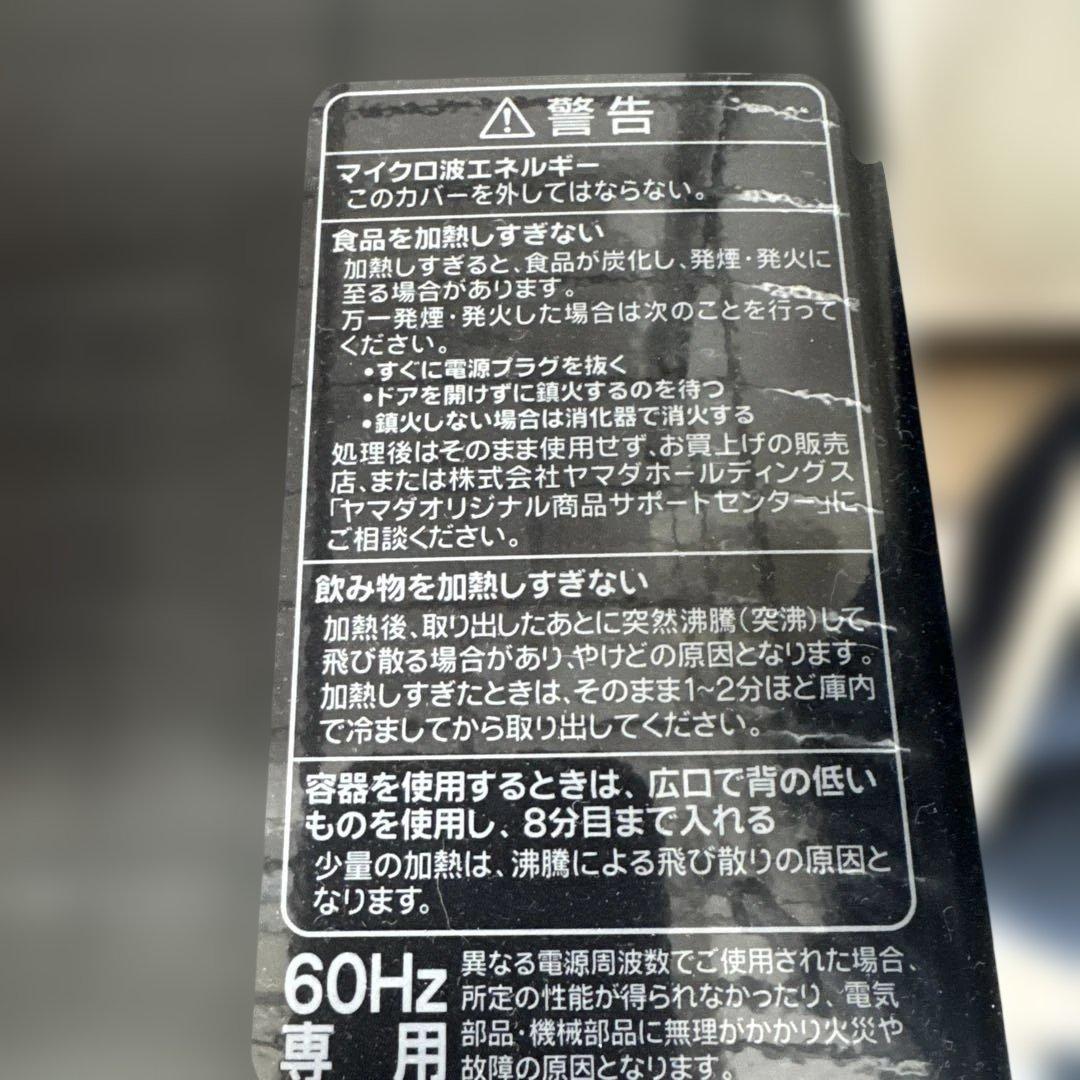 警告
マイクロ波エネルギー
このカバーを外してはならない。
食品を加熱しすぎない
加熱しすぎると、食品が炭化し、発煙・発火に
至る場合があります。
万一発煙・発火した場合は次のことを行って
ください。
•すぐに電源プラグを抜く
•ドアを開けずに鎮火するのを待つ
•鎮火しない場合は消化器で消火する
処理後はそのまま使用せず、お買上げの販売
店、または株式会社ヤマダホールディングス
「ヤマダオリジナル商品サポートセンター」に
ご相談ください。
飲み物を加熱しすぎない
加熱後、取り出したあとに突然沸騰（突沸）して
飛び散る場合があり、やけどの原因となります。
加熱しすぎたときは、そのまま1~2分ほど庫内
で冷ましてから取り出してください。
容器を使用するときは、広口で背の低い
ものを使用し、8分目まで入れる
少量の加熱は、沸騰による飛び散りの原因と
なります。
60Hz
専用
異なる電源周波数でご使用された場合、
所定の性能が得られなかったり、電気
部品・機械部品に無理がかかり火災や
故障の原因となります。